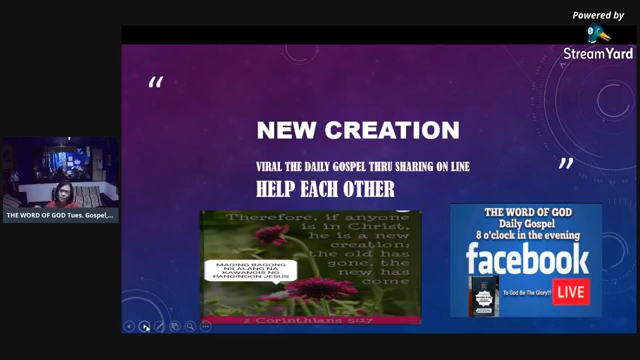 Powered by
StreamYard
“
NEW CREATION
VIRAL THE DAILY GOSPEL THRU SHARING ON LINE
”
HELP EACH OTHER
Therefore, if anyone
is in Christ,
he is a new
creation;
the old has
gone, the
new has
come
MAGING BAGONG
NILALANG NA
KAWANGIS NG
PANGINOON JESUS
2 Corinthians 5:17
THE WORD OF GOD
Daily Gospel
8 o'clock in the evening
facebook
To God Be The Glory!!!
LIVE
THE WORD OF GOD Tues. Gospel,...